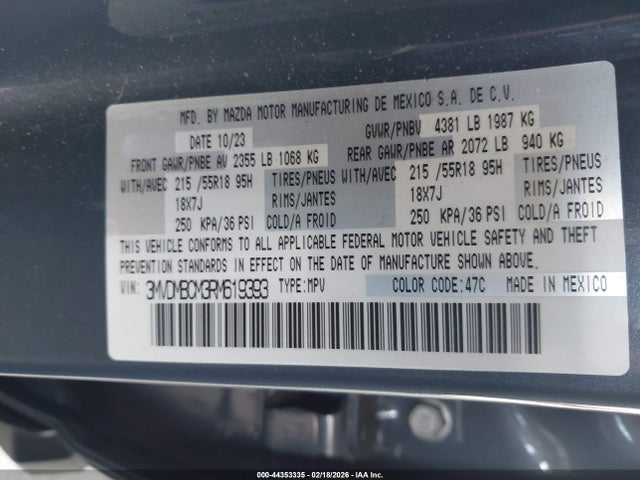 MFD. BY MAZDA MOTOR MANUFACTURING DE MEXICO S.A. DE C.V.
DATE 10/23 GVWR/PNBV 4381 LB 1987 KG
FRONT GAWR/PNBE AV 2355 LB 1068 KG REAR GAWR/PNBE AR 2072 LB 940 KG
WITH/AVEC 215 /55R18 95H TIRES/PNEUS WITH/AVEC 215 /55R18 95H TIRES/PNEUS
18X7J RIMS/JANTES 18X7J RIMS/JANTES
250 KPA/36 PSI COLD/A FROID 250 KPA/36 PSI COLD/A FROID
THIS VEHICLE CONFORMS TO ALL APPLICABLE FEDERAL MOTOR VEHICLE SAFETY AND THEFT
PREVENTION STANDARDS IN EFFECT ON THE DATE OF MANUFACTURE SHOWN ABOVE.
VIN: 3MVDMBCM3RM619393 TYPE:MPV COLOR CODE:47C MADE IN MEXICO
000-44353335 - 02/18/2026 - IAA Inc.